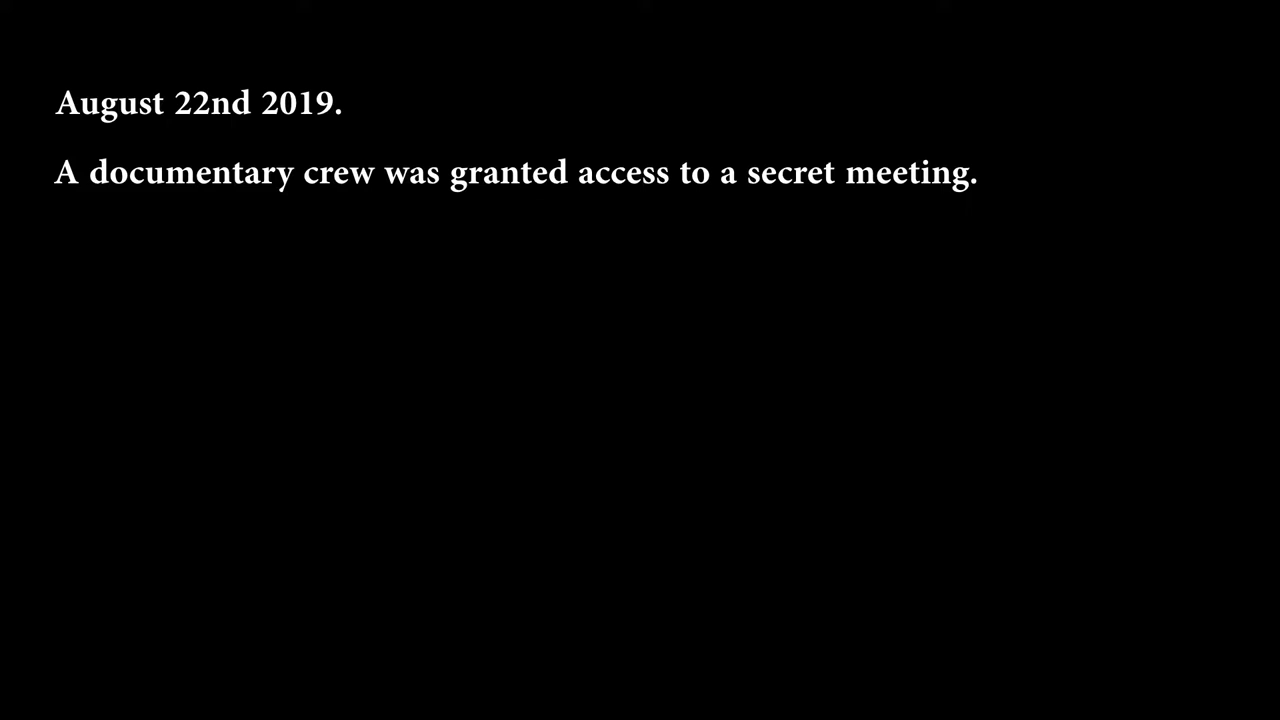 August 22nd 2019.
A documentary crew was granted access to a secret meeting.